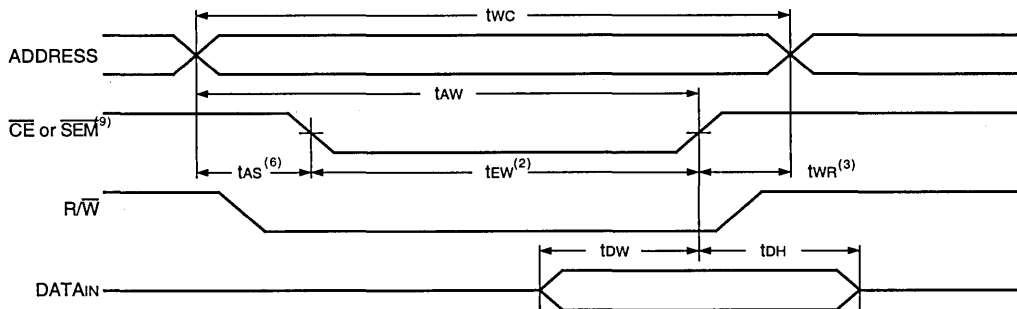 tWC
ADDRESS
tAW
CE or SEM(9)
tAS(6) tEW(2) tWR(3)
R/W
tDW tDH
DATAIN